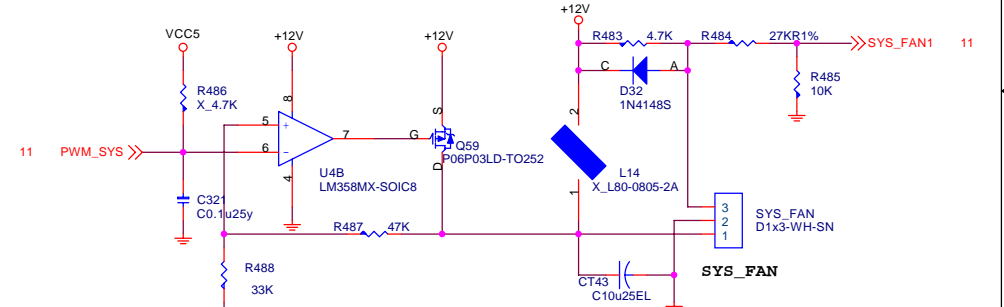 +12V
VCC5
+12V
+12V
R483
4.7K
R484
27KR1%
SYS_FAN1
11
C
A
R486
X_4.7K
D32
1N4148S
R485
10K
8
S
2
5
+
7
G
Q59
P06P03LD-TO252
11
PWM_SYS
6
-
D
U4B
LM358MX-SOIC8
4
L14
X_L80-0805-2A
1
C321
C0.1u25y
3
2
1
SYS_FAN
D1x3-WH-SN
R487
47K
R488
33K
CT43
C10u25EL
SYS_FAN